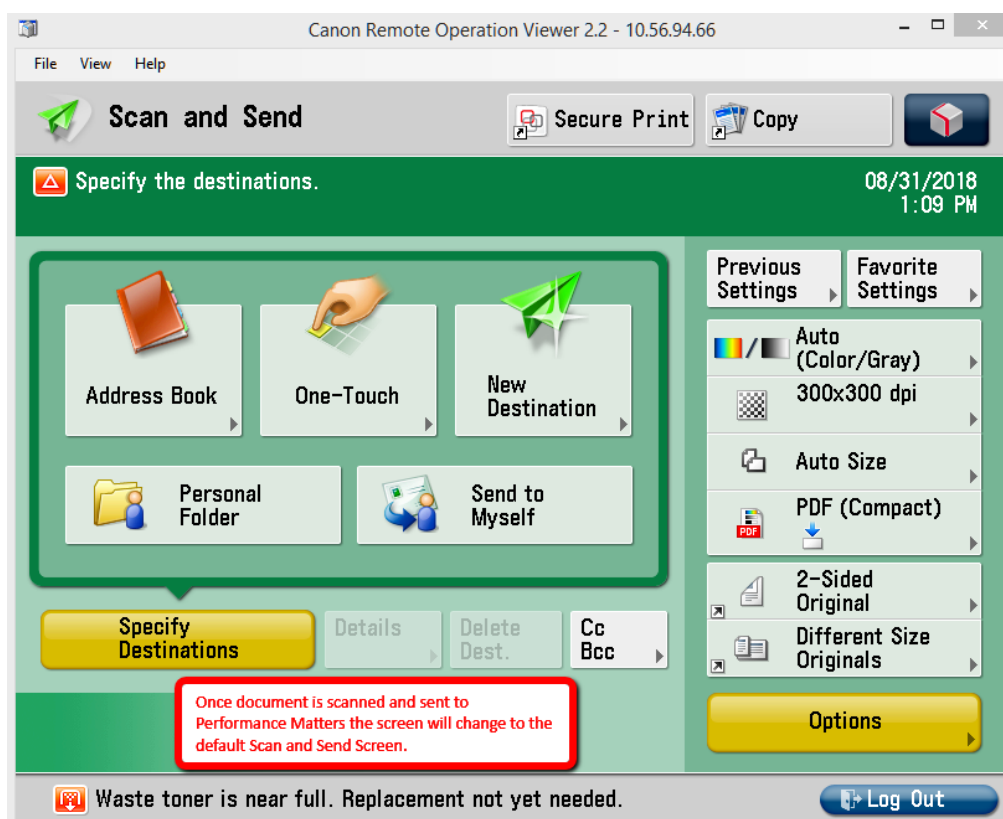 Canon Remote Operation Viewer 2.2 - 10.56.94.66
File View Help
Scan and Send
Secure Print
Copy
Specify the destinations.
08/31/2018
1:09 PM
Address Book
One-Touch
New
Destination
Personal
Folder
Send to
Myself
Previous
Settings
Favorite
Settings
Auto
(Color/Gray)
300x300 dpi
Auto Size
PDF (Compact)
PDF
2-Sided
Original
Different Size
Originals
Specify
Destinations
Details
Delete
Dest.
Cc
Bcc
Once document is scanned and sent to
Performance Matters the screen will change to the
default Scan and Send Screen.
Options
Waste toner is near full. Replacement not yet needed.
Log Out